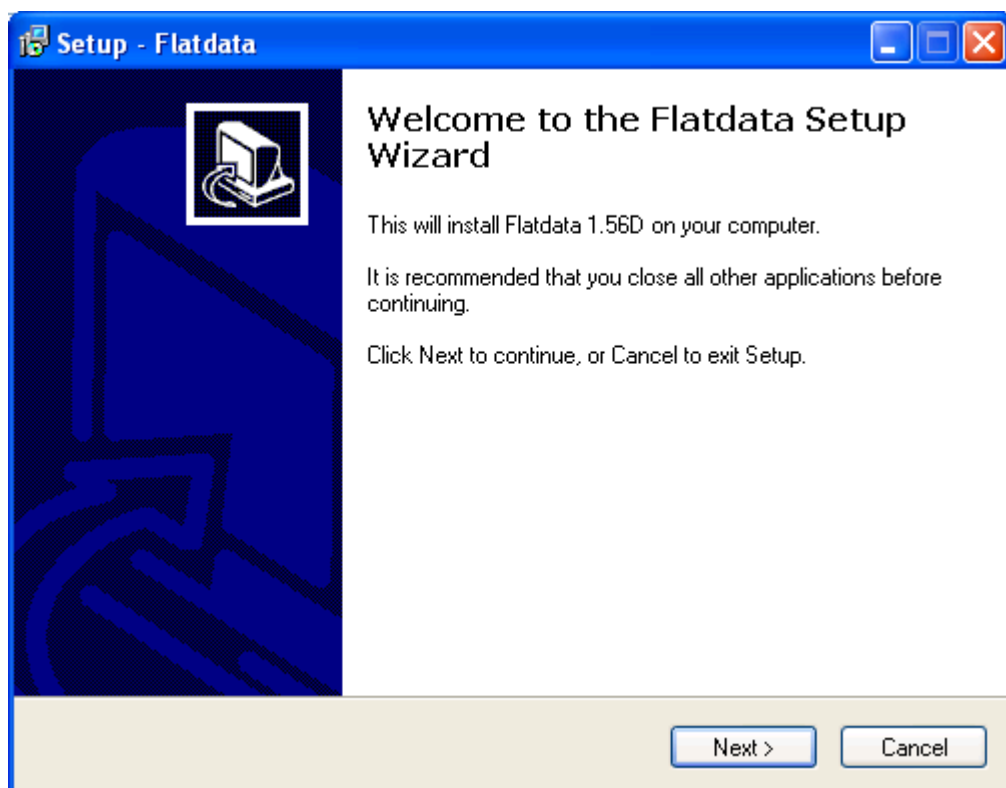 Setup - Flatdata
Welcome to the Flatdata Setup
Wizard
This will install Flatdata 1.56D on your computer.
It is recommended that you close all other applications before
continuing.
Click Next to continue, or Cancel to exit Setup.
Next >
Cancel